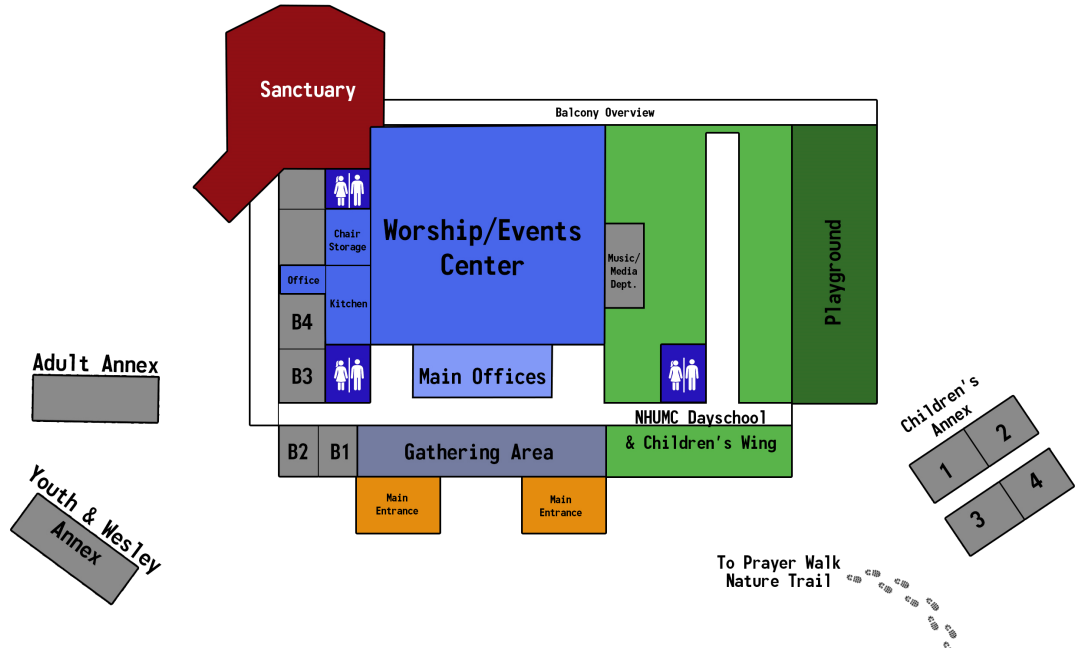 Sanctuary
Balcony Overview
Chair
Storage
Worship/Events
Center
Music/
Media
Dept.
Playground
Office
Kitchen
B4
B3
Main Offices
Adult Annex
Children's
Annex
1
2
3
4
NHUMC Dayschool
& Children's Wing
B2
B1
Gathering Area
Main
Entrance
Main
Entrance
Youth & Wesley
Annex
To Prayer Walk
Nature Trail